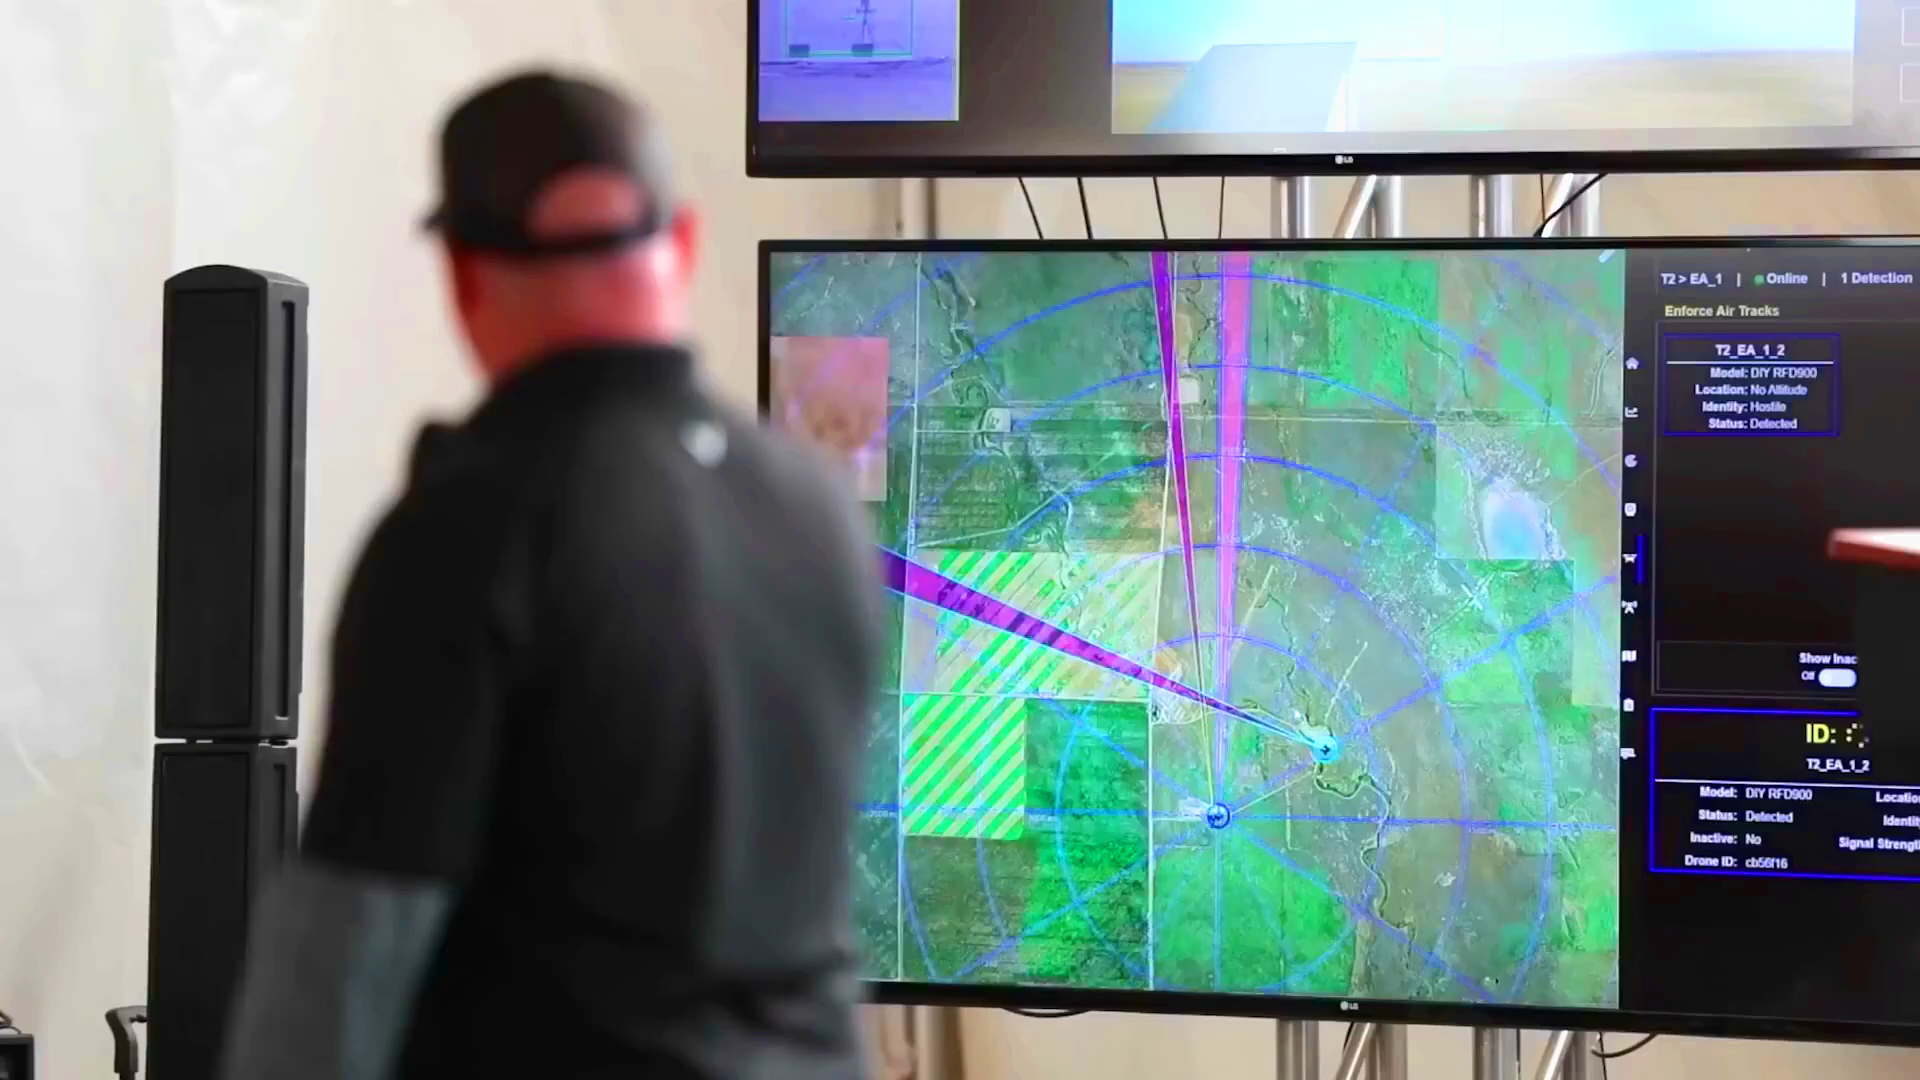 LG
T2 > EA_1 | Online | 1 Detection
Enforce Air Tracks
T2_EA_1_2
Model: DIY RFD900
Location: No Altitude
Identity: Hostile
Status: Detected
Show Inac
Off
ID:
T2_EA_1_2
Model: DIY RFD900 Location
Status: Detected Identit
Inactive: No Signal Strengt
Drone ID: cb56f16
LG